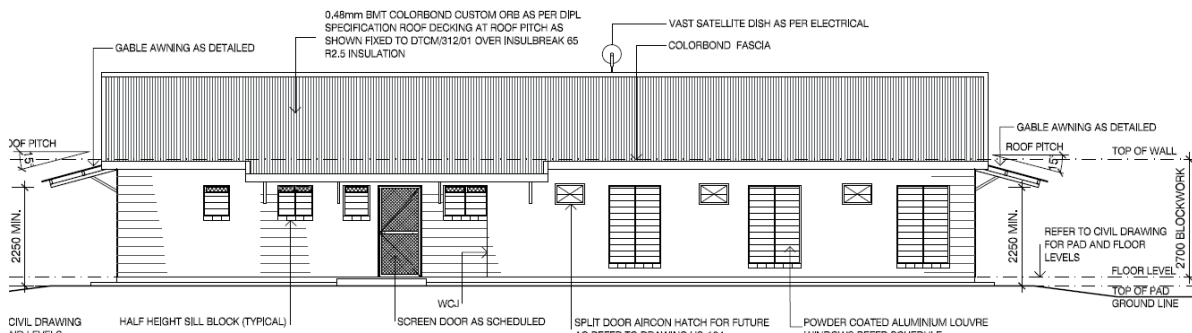 0.48mm BMT COLORBOND CUSTOM ORB AS PER DIPL
SPECIFICATION ROOF DECKING AT ROOF PITCH AS
SHOWN FIXED TO DTCM/312/01 OVER INSULBREAK 65
R2.5 INSULATION
VAST SATELLITE DISH AS PER ELECTRICAL
GABLE AWNING AS DETAILED
COLORBOND FASCIA
GABLE AWNING AS DETAILED
OOF PITCH
ROOF PITCH
TOP OF WALL
15°
15°
2250 MIN.
2250 MIN.
2700 BLOCKWORK
REFER TO CIVIL DRAWING
FOR PAD AND FLOOR
LEVELS
FLOOR LEVEL
TOP OF PAD
GROUND LINE
WCJ
CIVIL DRAWING
HALF HEIGHT SILL BLOCK (TYPICAL)
SCREEN DOOR AS SCHEDULED
SPLIT DOOR AIRCON HATCH FOR FUTURE
POWDER COATED ALUMINIUM LOUVRE